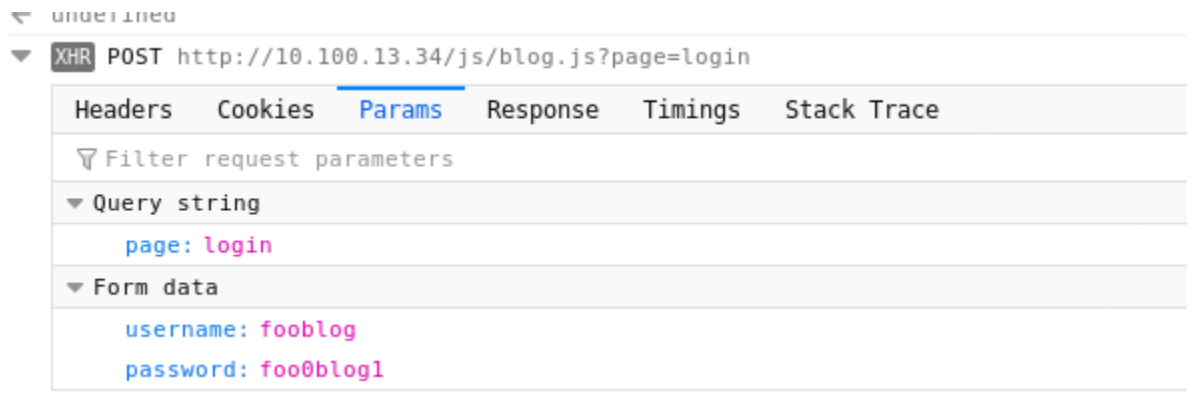 undefined
XHR POST http://10.100.13.34/js/blog.js?page=login
Headers Cookies Params Response Timings Stack Trace
Filter request parameters
Query string
page: login
Form data
username: fooblog
password: foo0blog1